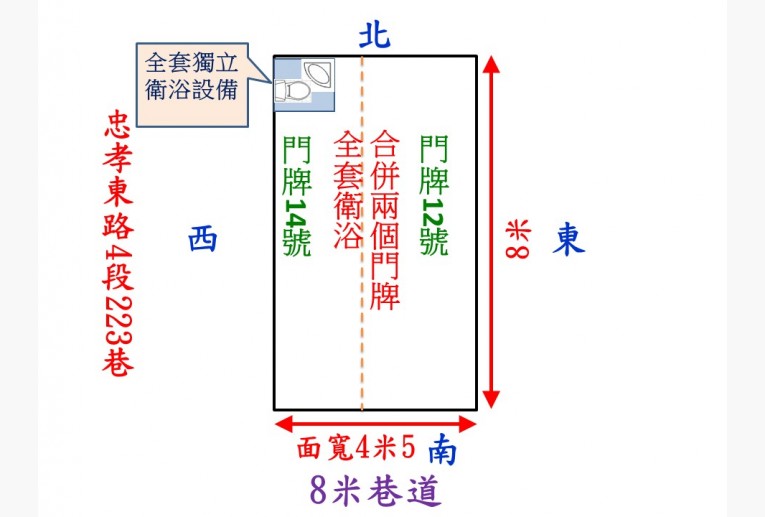 北
全套獨立
衛浴設備
忠孝東路4段223巷
西
門牌14號
合併兩個門牌
全套衛浴
門牌12號
8米
東
面寬4米5
南
8米巷道